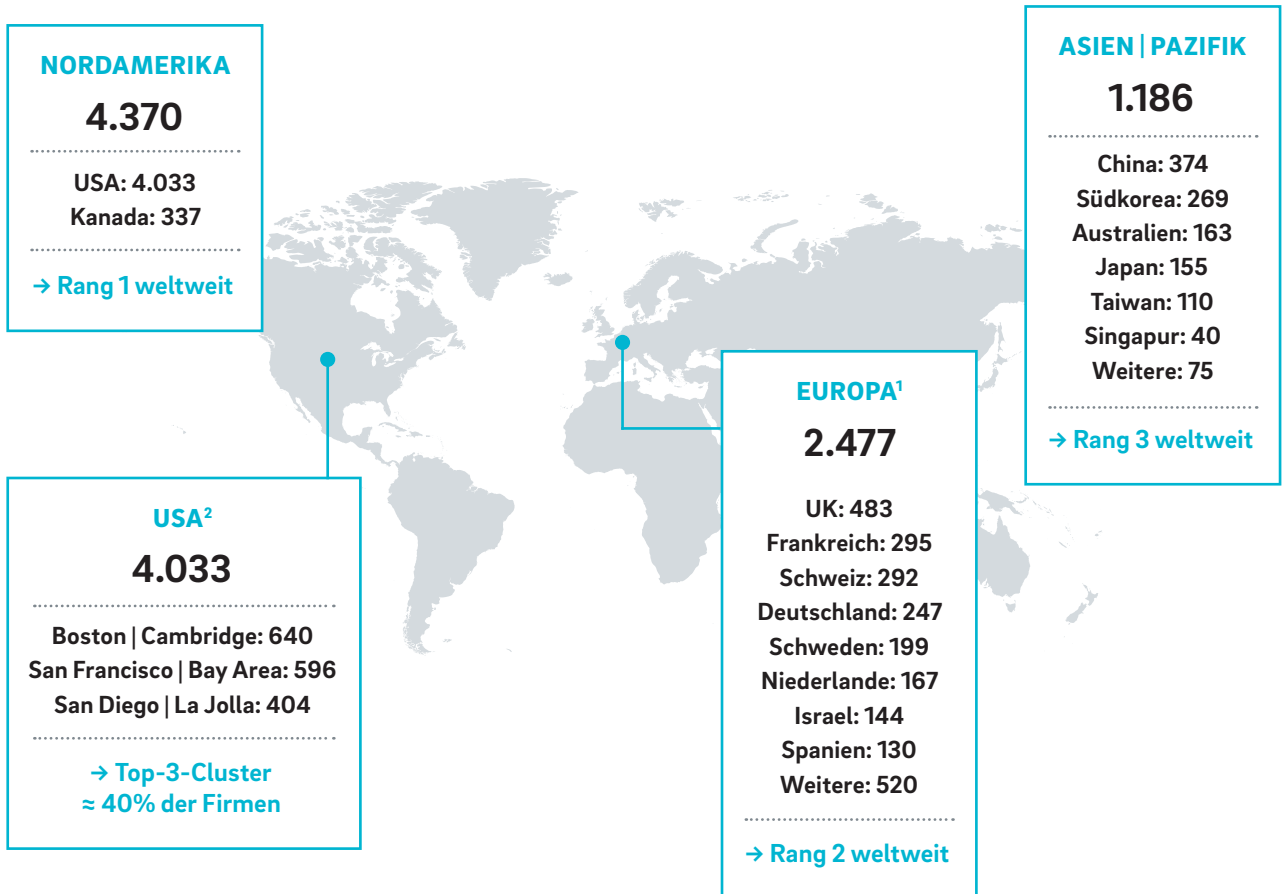 NORDAMERIKA
4.370
USA: 4.033
Kanada: 337
→ Rang 1 weltweit
USA²
4.033
Boston | Cambridge: 640
San Francisco | Bay Area: 596
San Diego | La Jolla: 404
→ Top-3-Cluster
≈ 40% der Firmen
EUROPA¹
2.477
UK: 483
Frankreich: 295
Schweiz: 292
Deutschland: 247
Schweden: 199
Niederlande: 167
Israel: 144
Spanien: 130
Weitere: 520
→ Rang 2 weltweit
ASIEN | PAZIFIK
1.186
China: 374
Südkorea: 269
Australien: 163
Japan: 155
Taiwan: 110
Singapur: 40
Weitere: 75
→ Rang 3 weltweit